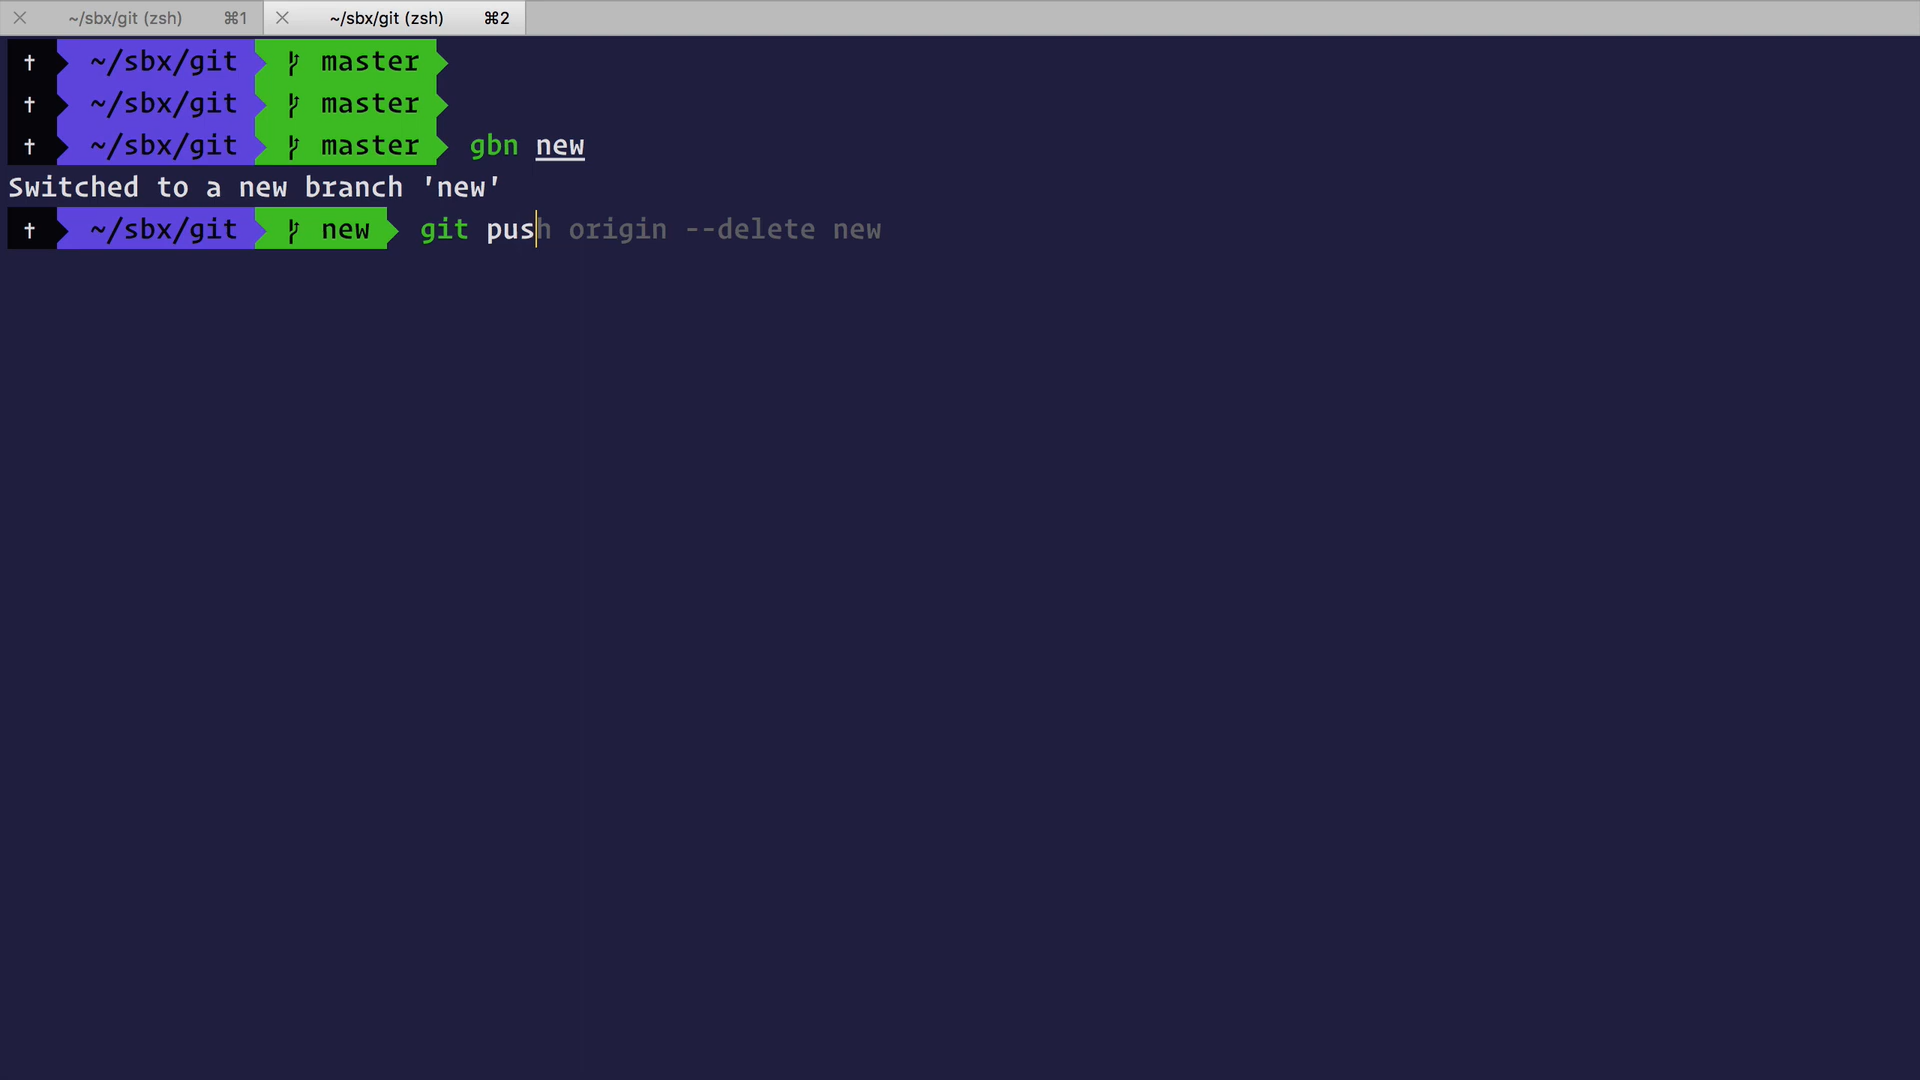 ~/sbx/git (zsh) ⌘1 ~/sbx/git (zsh) ⌘2
† ~/sbx/git master
† ~/sbx/git master
† ~/sbx/git master gbn new
Switched to a new branch 'new'
† ~/sbx/git new git push origin --delete new